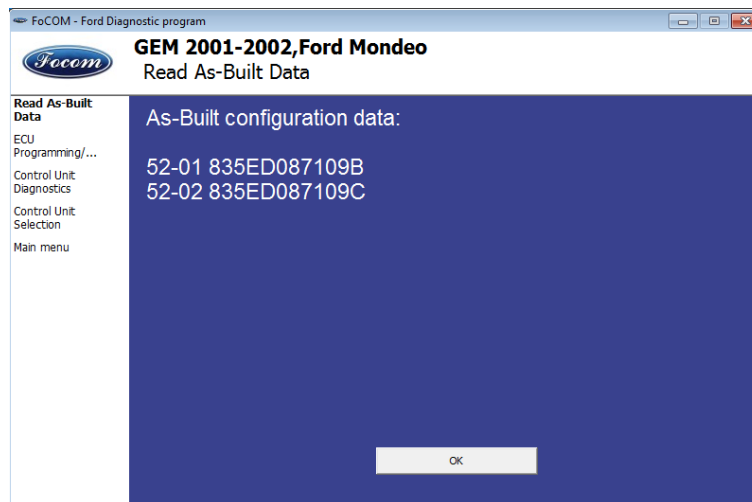 FoCOM - Ford Diagnostic program
Focom
GEM 2001-2002,Ford Mondeo
Read As-Built Data
Read As-Built
Data
ECU
Programming/...
Control Unit
Diagnostics
Control Unit
Selection
Main menu
As-Built configuration data:
52-01 835ED087109B
52-02 835ED087109C
OK